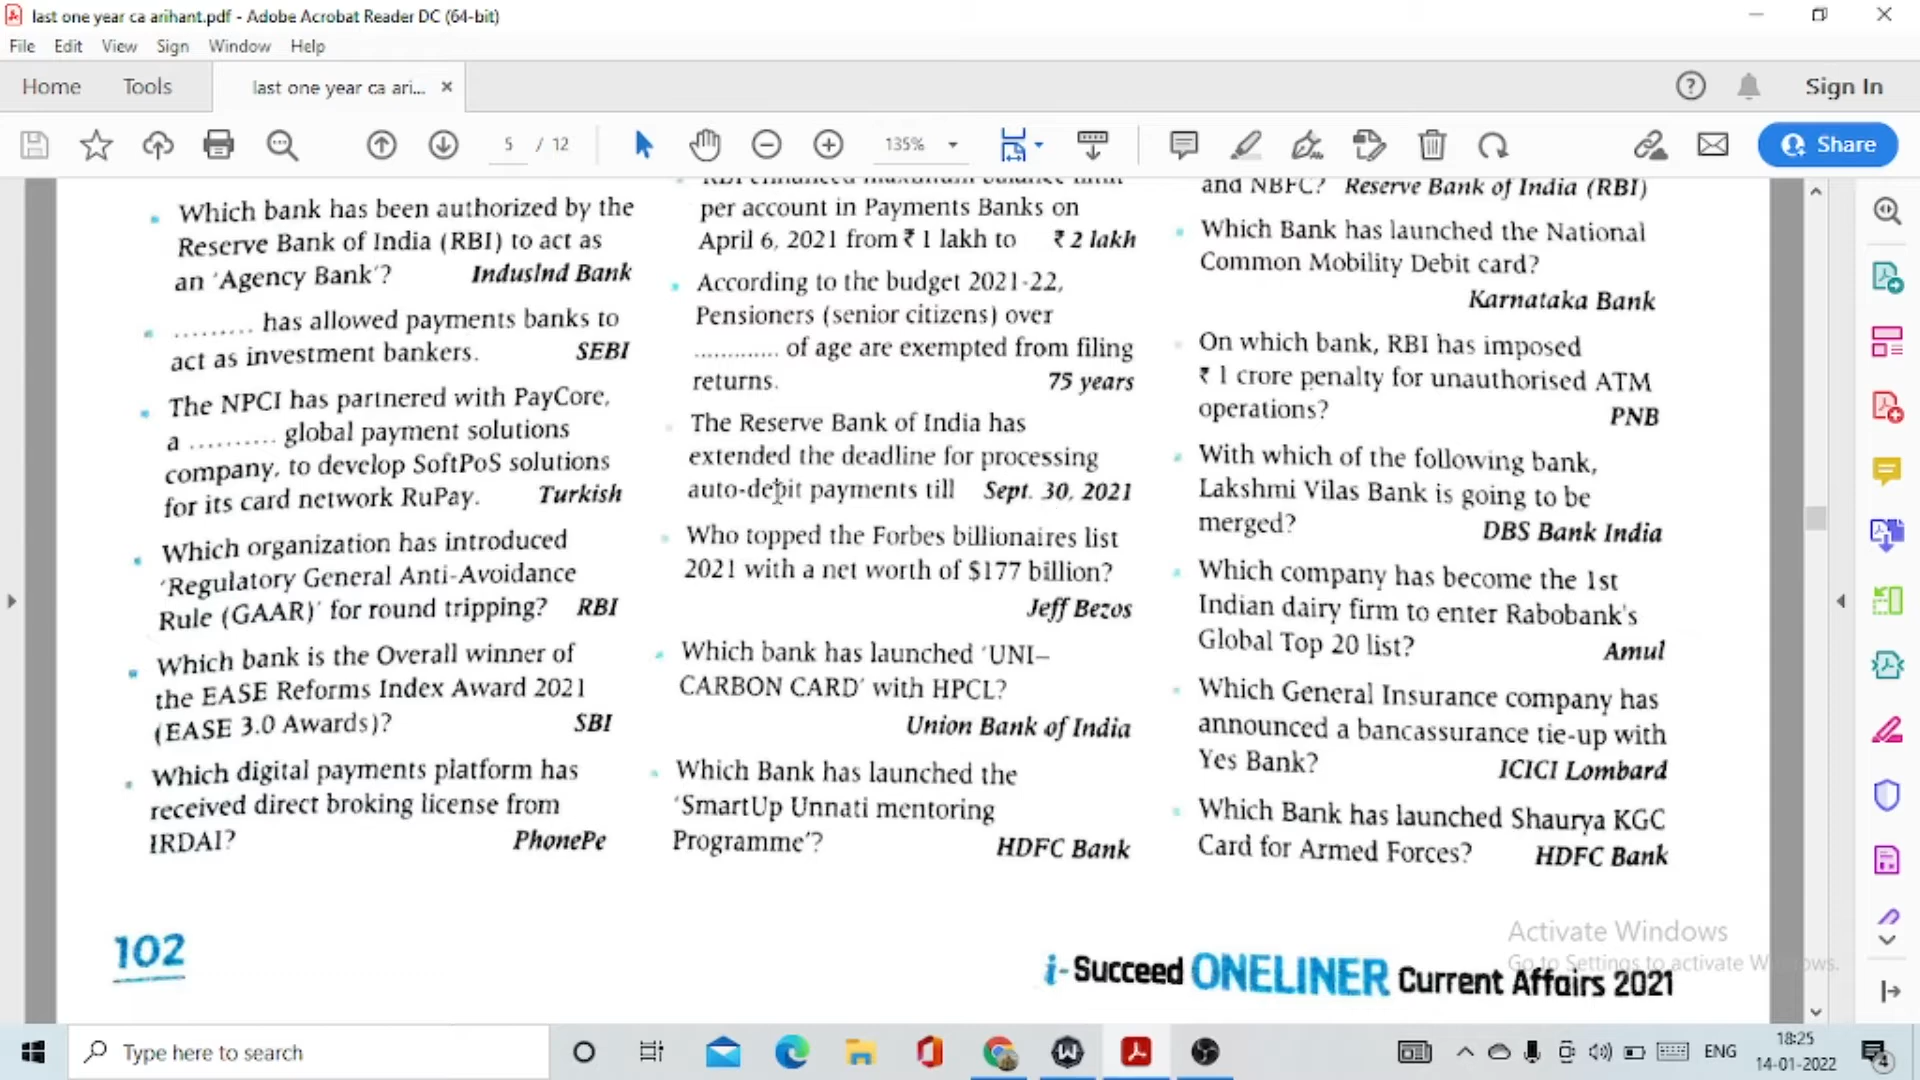 last one year ca arihant.pdf - Adobe Acrobat Reader DC (64-bit)
File Edit View Sign Window Help
Home Tools last one year ca ari... × Sign In
5 / 12 135% Share
Which bank has been authorized by the
Reserve Bank of India (RBI) to act as
an 'Agency Bank'? IndusInd Bank
......... has allowed payments banks to
act as investment bankers. SEBI
The NPCI has partnered with PayCore,
a .......... global payment solutions
company, to develop SoftPoS solutions
for its card network RuPay. Turkish
Which organization has introduced
'Regulatory General Anti-Avoidance
Rule (GAAR)' for round tripping? RBI
Which bank is the Overall winner of
the EASE Reforms Index Award 2021
(EASE 3.0 Awards)? SBI
Which digital payments platform has
received direct broking license from
IRDAI? PhonePe
RBI enhanced maximum balance limit
per account in Payments Banks on
April 6, 2021 from ₹ 1 lakh to ₹ 2 lakh
According to the budget 2021-22,
Pensioners (senior citizens) over
............. of age are exempted from filing
returns. 75 years
The Reserve Bank of India has
extended the deadline for processing
auto-debit payments till Sept. 30, 2021
Who topped the Forbes billionaires list
2021 with a net worth of $177 billion?
Jeff Bezos
Which bank has launched 'UNI–
CARBON CARD' with HPCL?
Union Bank of India
Which Bank has launched the
'SmartUp Unnati mentoring
Programme'? HDFC Bank
and NBFC? Reserve Bank of India (RBI)
Which Bank has launched the National
Common Mobility Debit card?
Karnataka Bank
On which bank, RBI has imposed
₹ 1 crore penalty for unauthorised ATM
operations? PNB
With which of the following bank,
Lakshmi Vilas Bank is going to be
merged? DBS Bank India
Which company has become the 1st
Indian dairy firm to enter Rabobank's
Global Top 20 list? Amul
Which General Insurance company has
announced a bancassurance tie-up with
Yes Bank? ICICI Lombard
Which Bank has launched Shaurya KGC
Card for Armed Forces? HDFC Bank
102
i-Succeed ONELINER Current Affairs 2021
Activate Windows
Go to Settings to activate Windows.
Type here to search
ENG
18:25
14-01-2022
4